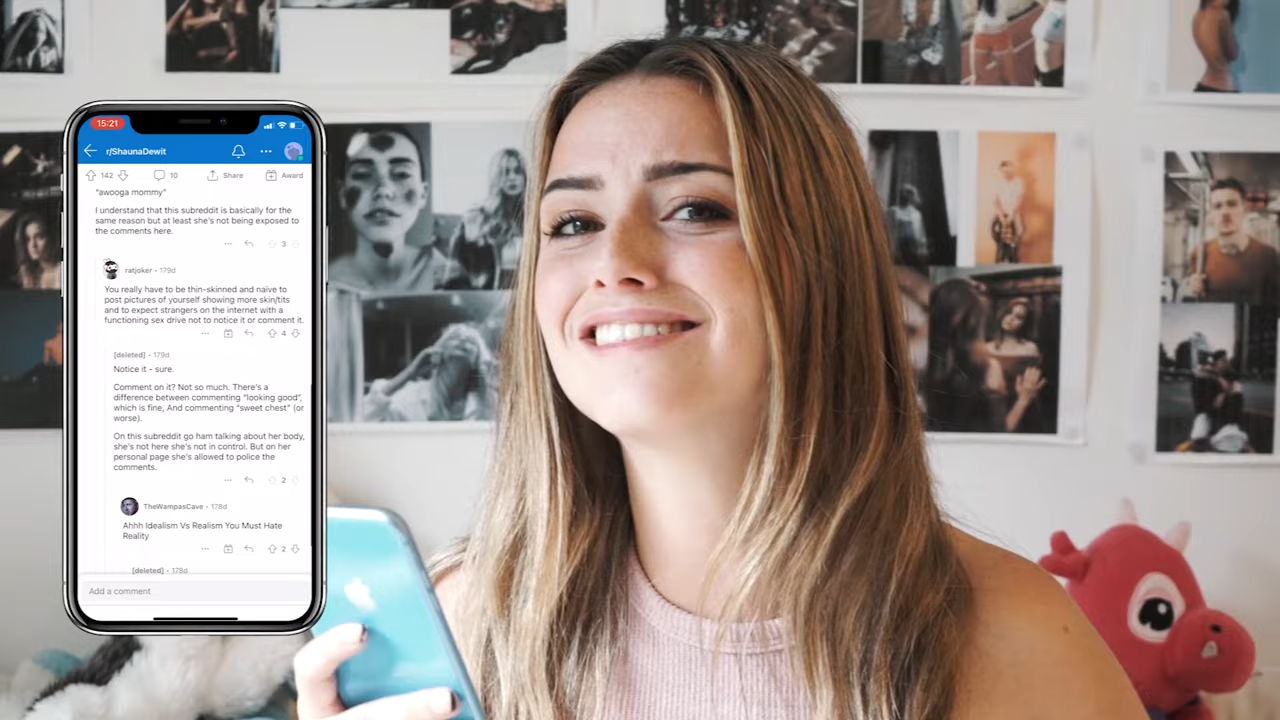 15:21
r/ShaunaDewit
142
10
Share
Award
"awooga mommy"
I understand that this subreddit is basically for the
same reason but at least she's not being exposed to
the comments here.
3
ratjoker • 179d
You really have to be thin-skinned and naive to
post pictures of yourself showing more skin/tits
and to expect strangers on the internet with a
functioning sex drive not to notice it or comment it.
4
[deleted] • 179d
Notice it - sure.
Comment on it? Not so much. There's a
difference between commenting "looking good",
which is fine, And commenting "sweet chest" (or
worse).
On this subreddit go ham talking about her body,
she's not here she's not in control. But on her
personal page she's allowed to police the
comments.
2
TheWampasCave • 178d
Ahhh Idealism Vs Realism You Must Hate
Reality
2
[deleted] • 178d
Add a comment